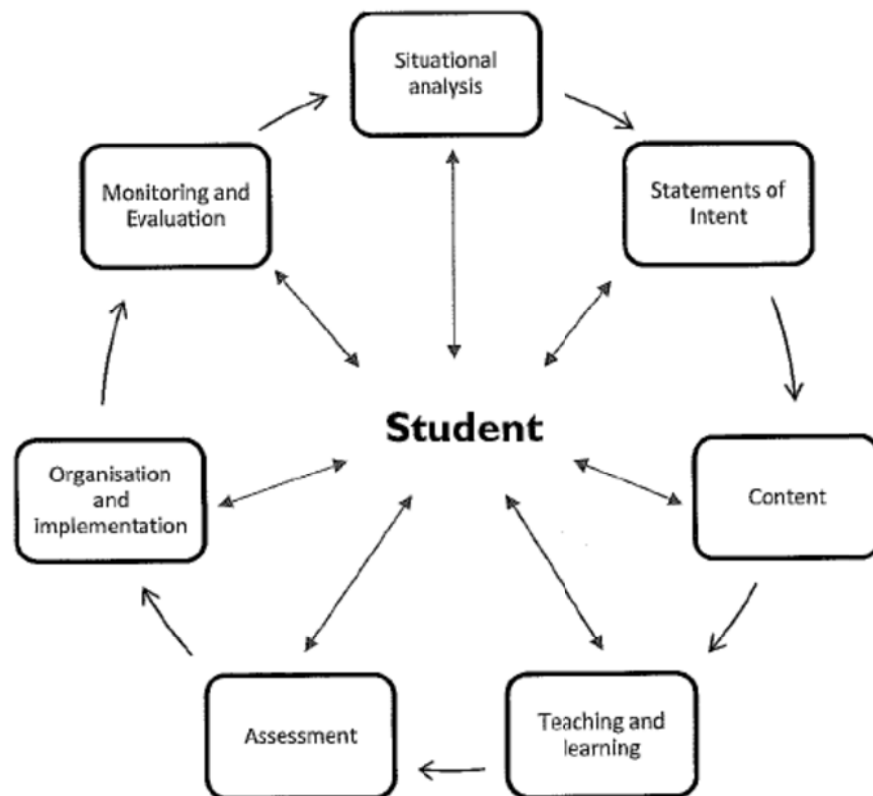 Situational
analysis
Statements of
Intent
Content
Teaching and
learning
Assessment
Organisation
and
implementation
Monitoring and
Evaluation
Student